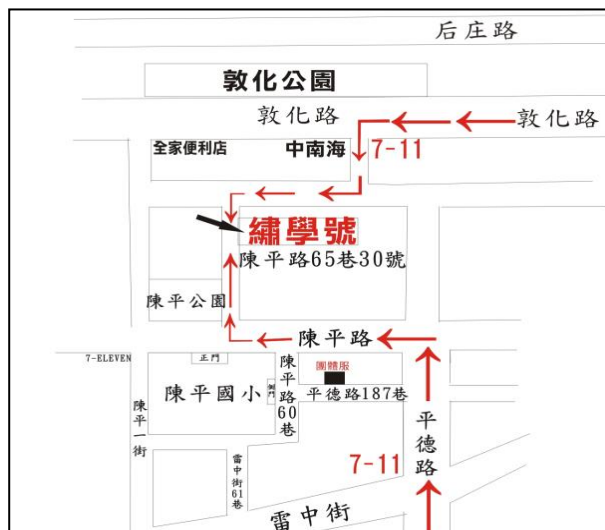 后庄路
敦化公園
敦化路
敦化路
全家便利店
中南海
7-11
繡學號
陳平路65巷30號
陳平公園
陳平路
7-ELEVEN
正門
陳平國小
側門
陳平路60巷
團體服
平德路187巷
平德路
陳平一街
雷中街61巷
7-11
雷中街